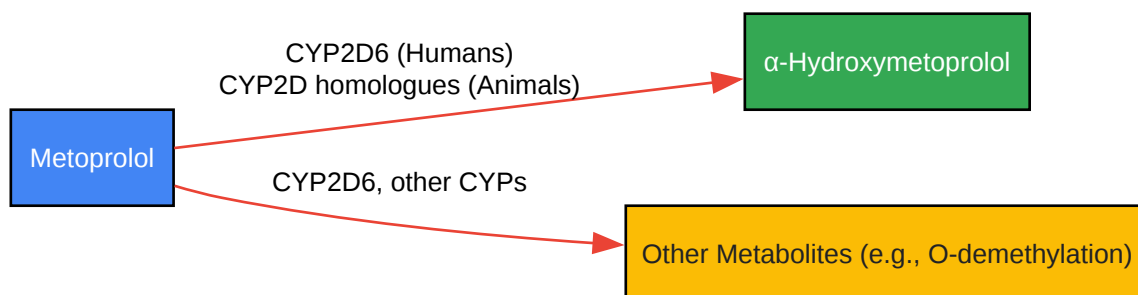 CYP2D6 (Humans)
CYP2D homologues (Animals)
α-Hydroxymetoprolol
Metoprolol
CYP2D6, other CYPs
Other Metabolites (e.g., O-demethylation)